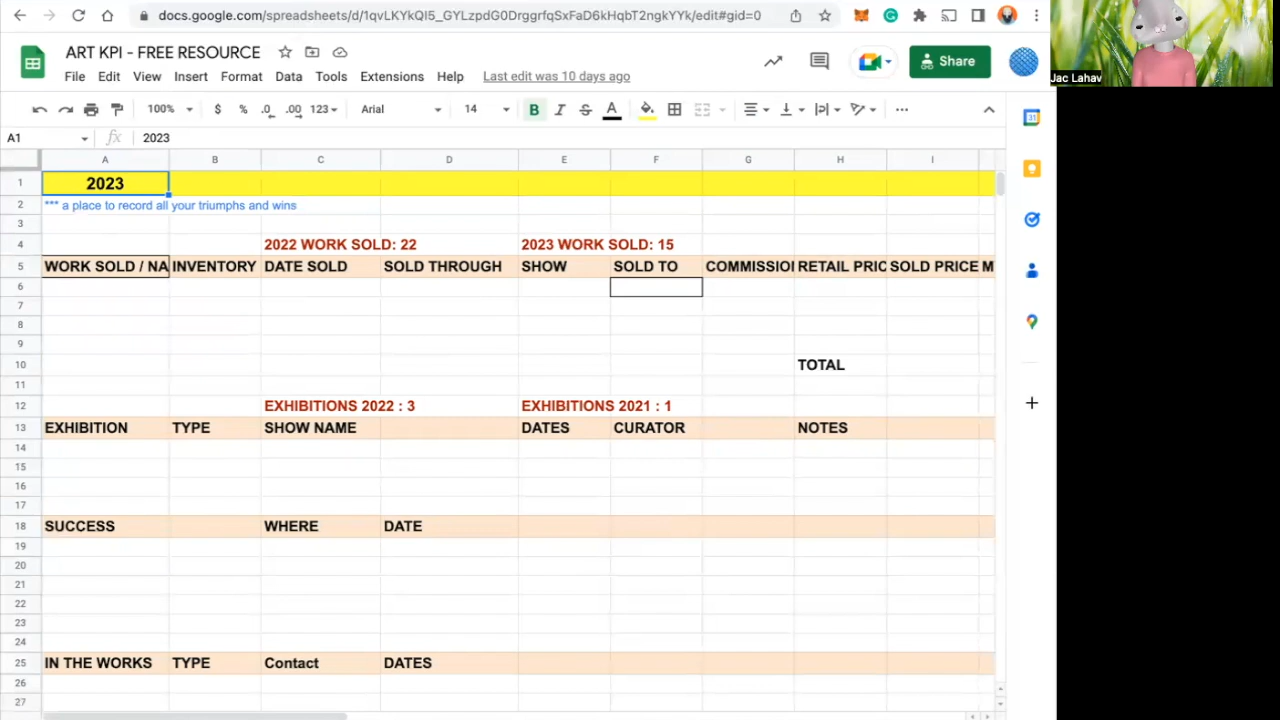 docs.google.com/spreadsheets/d/1qvLKYkQI5_GYLzpdG0DrggrfqSxFaD6kHqbT2ngkYYk/edit#gid=0
Jac Lahav
ART KPI - FREE RESOURCE
Share
File Edit View Insert Format Data Tools Extensions Help Last edit was 10 days ago
100% $ % .0 .00 123 Arial 14 B I S A
A1 fx 2023
A B C D E F G H I
1 2023
2 *** a place to record all your triumphs and wins
3
4 2022 WORK SOLD: 22 2023 WORK SOLD: 15
5 WORK SOLD / NA INVENTORY DATE SOLD SOLD THROUGH SHOW SOLD TO COMMISSIO RETAIL PRIC SOLD PRICE M
6
7
8
9
10 TOTAL
11
12 EXHIBITIONS 2022 : 3 EXHIBITIONS 2021 : 1
13 EXHIBITION TYPE SHOW NAME DATES CURATOR NOTES
14
15
16
17
18 SUCCESS WHERE DATE
19
20
21
22
23
24
25 IN THE WORKS TYPE Contact DATES
26
27